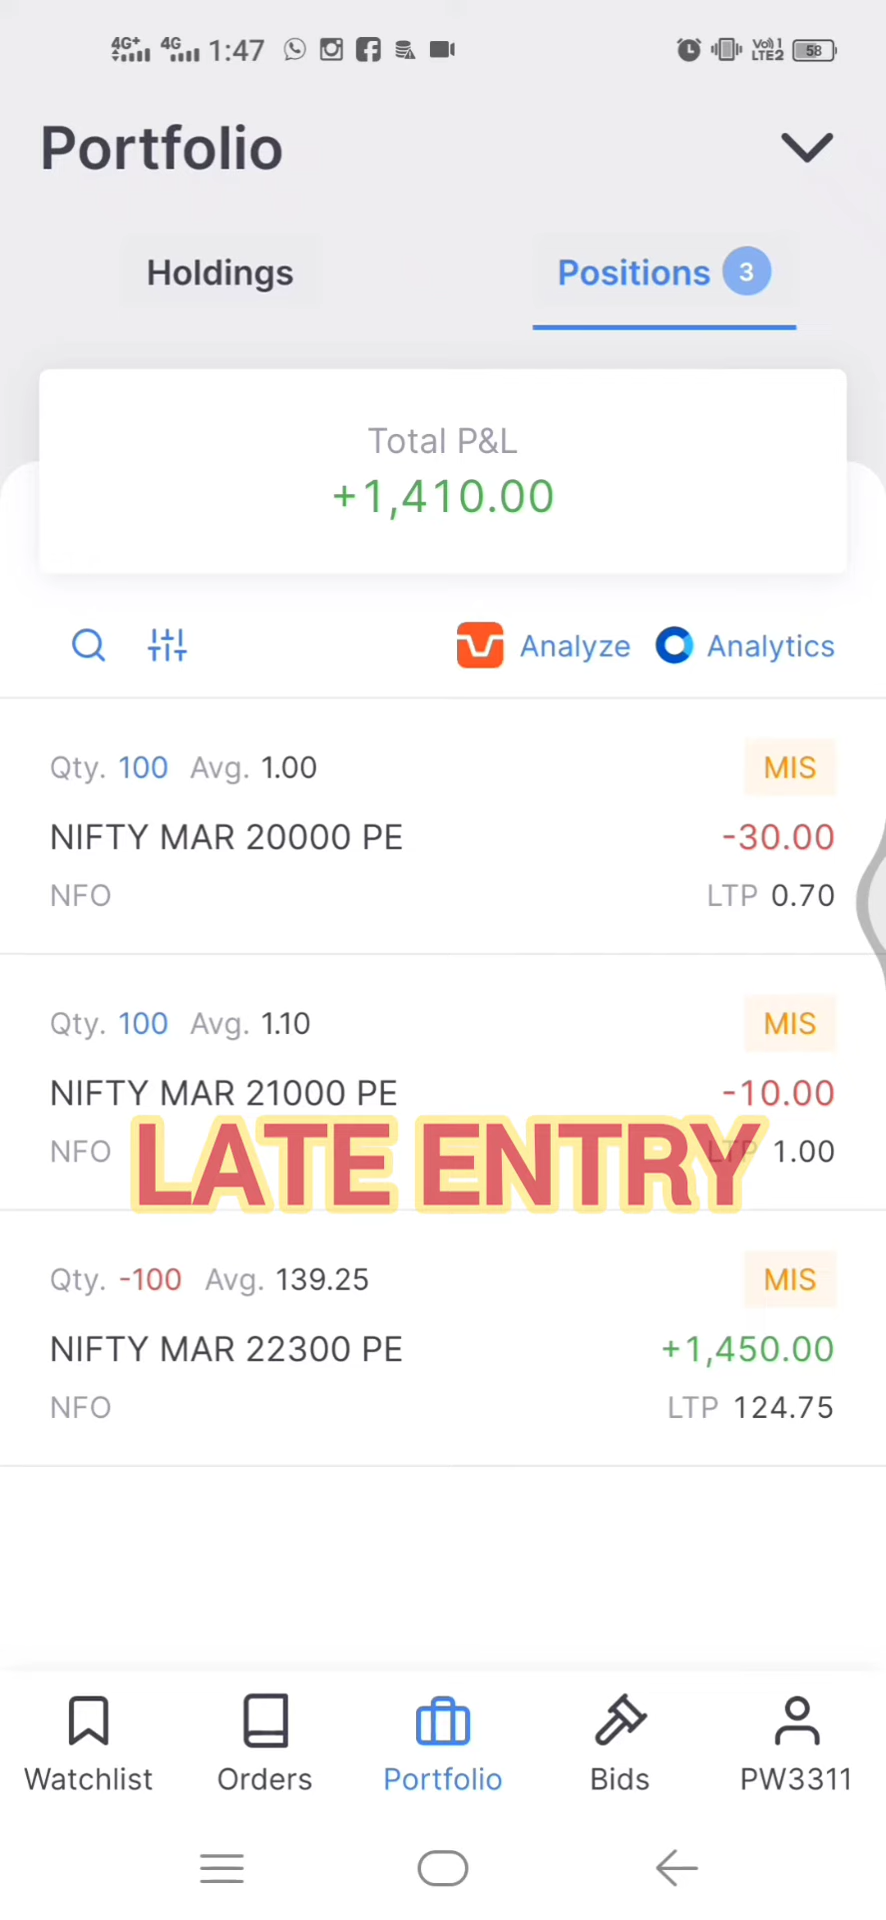 4G+ 4G 1:47 Vo)) 1 LTE2 58
Portfolio
Holdings Positions 3
Total P&L
+1,410.00
Analyze Analytics
Qty. 100 Avg. 1.00 MIS
NIFTY MAR 20000 PE -30.00
NFO LTP 0.70
Qty. 100 Avg. 1.10 MIS
NIFTY MAR 21000 PE -10.00
NFO LTP 1.00
LATE ENTRY
Qty. -100 Avg. 139.25 MIS
NIFTY MAR 22300 PE +1,450.00
NFO LTP 124.75
Watchlist Orders Portfolio Bids PW3311